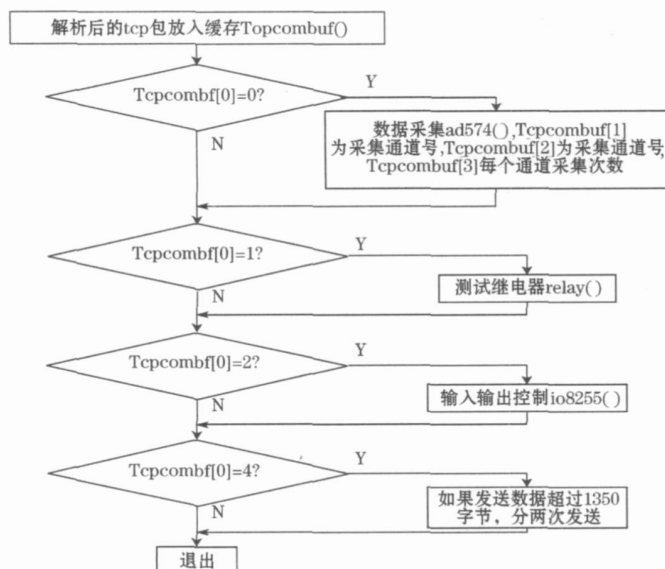 解析后的tcp包放入缓存Topcombuf()
Tcpcombf[0]=0?
Y
N
数据采集ad574(),Tcpcombuf[1]
为采集通道号,Tcpcombuf[2]为采集通道号,
Tcpcombuf[3]每个通道采集次数
Tcpcombf[0]=1?
Y
N
测试继电器relay()
Tcpcombf[0]=2?
Y
N
输入输出控制io8255()
Tcpcombf[0]=4?
Y
N
如果发送数据超过1350
字节，分两次发送
退出